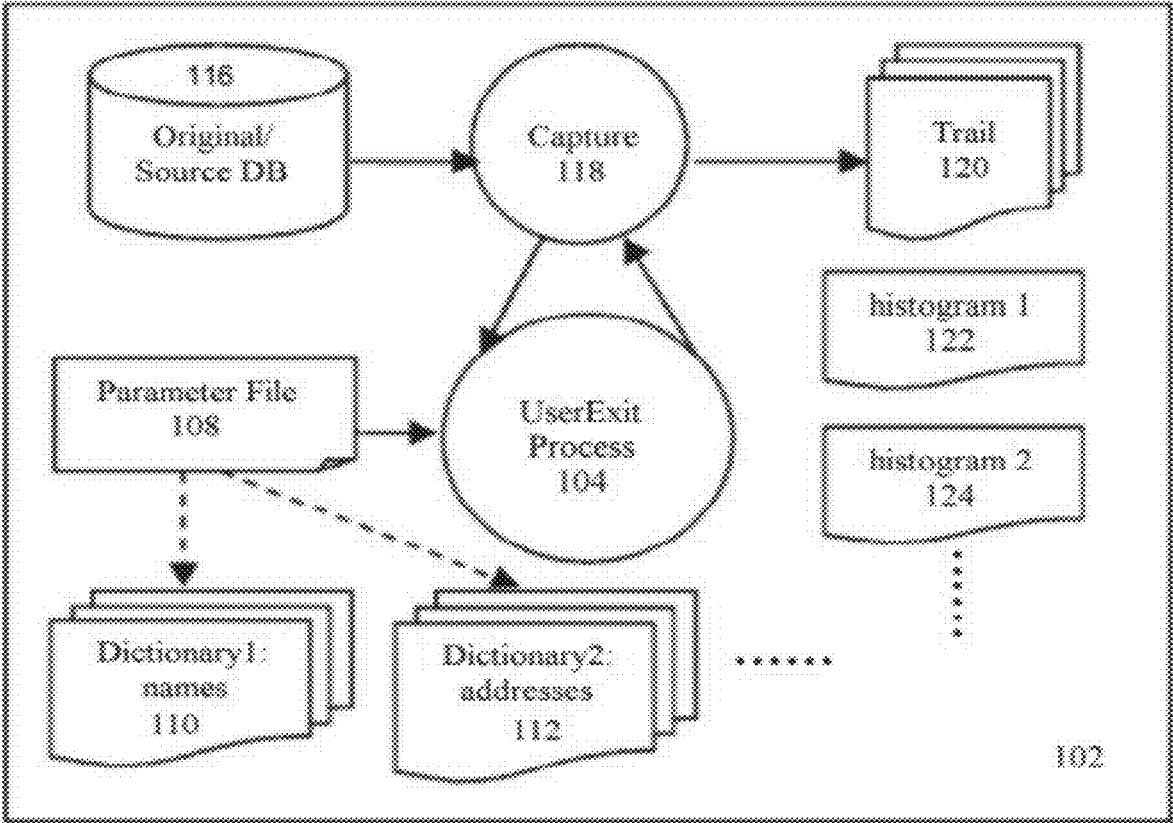 116
Original/
Source DB
Capture
118
Trail
120
histogram 1
122
Parameter File
108
UserExit
Process
104
histogram 2
124
Dictionary1:
names
110
Dictionary2:
addresses
112
102